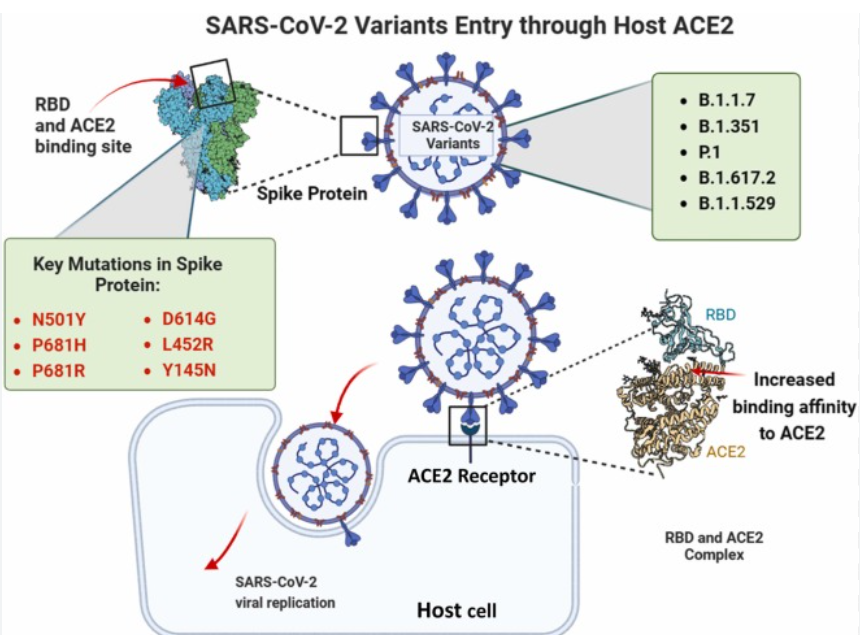 SARS-CoV-2 Variants Entry through Host ACE2
RBD
and ACE2
binding site
Spike Protein
SARS-CoV-2
Variants
• B.1.1.7
• B.1.351
• P.1
• B.1.617.2
• B.1.1.529
Key Mutations in Spike
Protein:
• N501Y
• P681H
• P681R
• D614G
• L452R
• Y145N
RBD
Increased
binding affinity
to ACE2
ACE2
ACE2 Receptor
RBD and ACE2
Complex
SARS-CoV-2
viral replication
Host cell